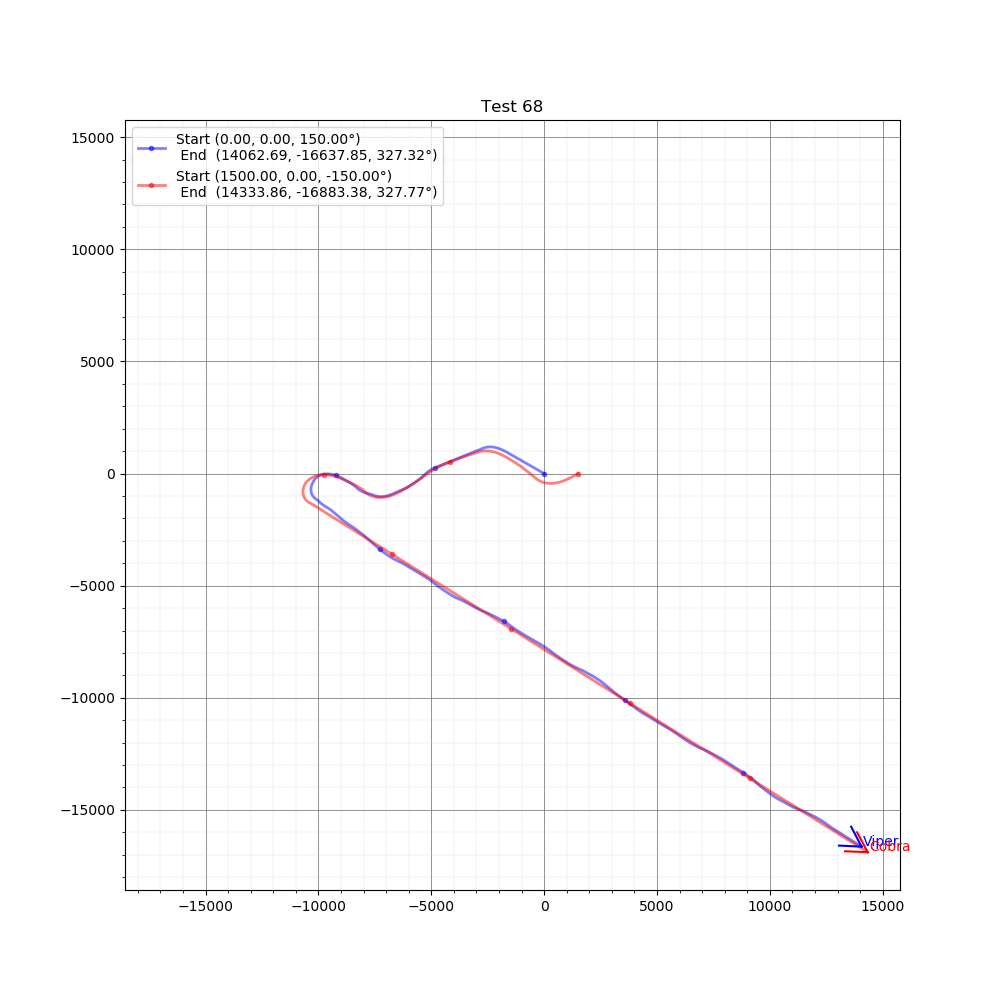 Test 68
Start (0.00, 0.00, 150.00°)
End (14062.69, -16637.85, 327.32°)
Start (1500.00, 0.00, -150.00°)
End (14333.86, -16883.38, 327.77°)
15000
10000
5000
0
−5000
−10000
−15000
Viper
Cobra
−15000 −10000 −5000 0 5000 10000 15000